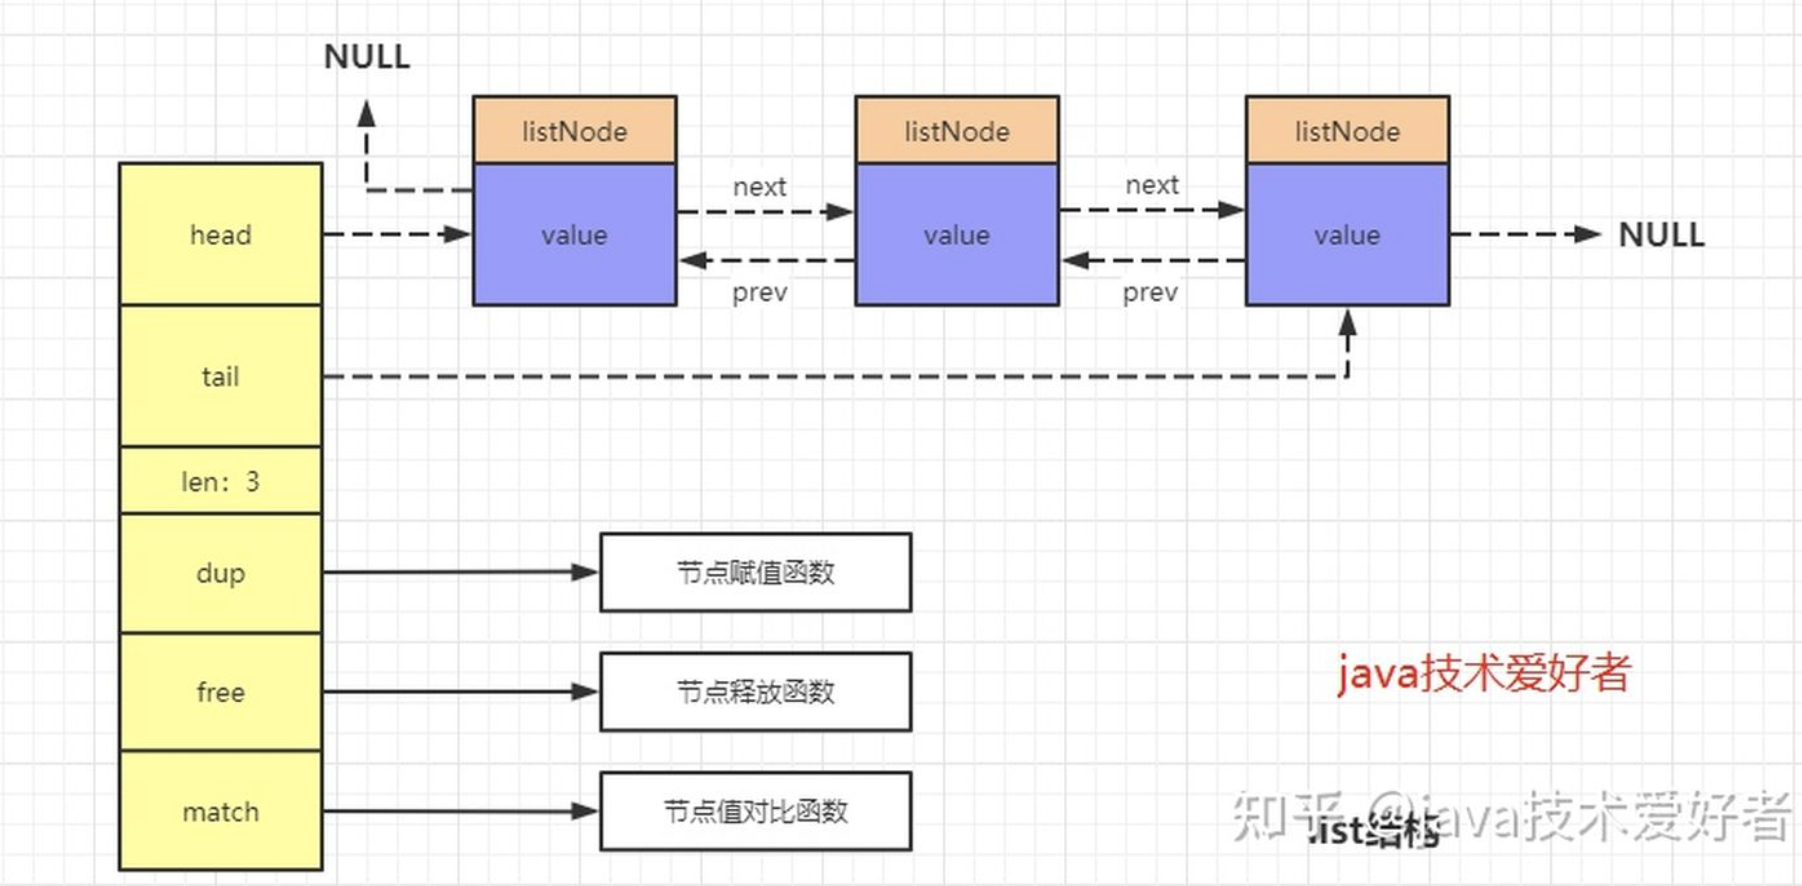 NULL
listNode
listNode
listNode
next
next
head
value
value
value
NULL
prev
prev
tail
len: 3
dup
节点赋值函数
free
节点释放函数
java技术爱好者
match
节点值对比函数
知乎 @java技术爱好者
list结构